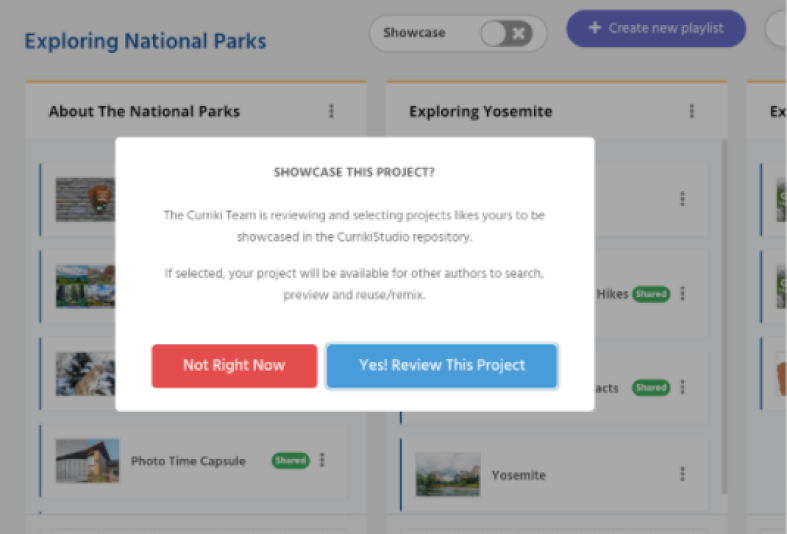 Exploring National Parks
Showcase
+ Create new playlist
About The National Parks
Exploring Yosemite
Ex
SHOWCASE THIS PROJECT?
The Curriki Team is reviewing and selecting projects likes yours to be
showcased in the CurrikiStudio repository.
If selected, your project will be available for other authors to search,
preview and reuse/remix.
Not Right Now
Yes! Review This Project
Hikes Shared
acts Shared
Photo Time Capsule Shared
Yosemite